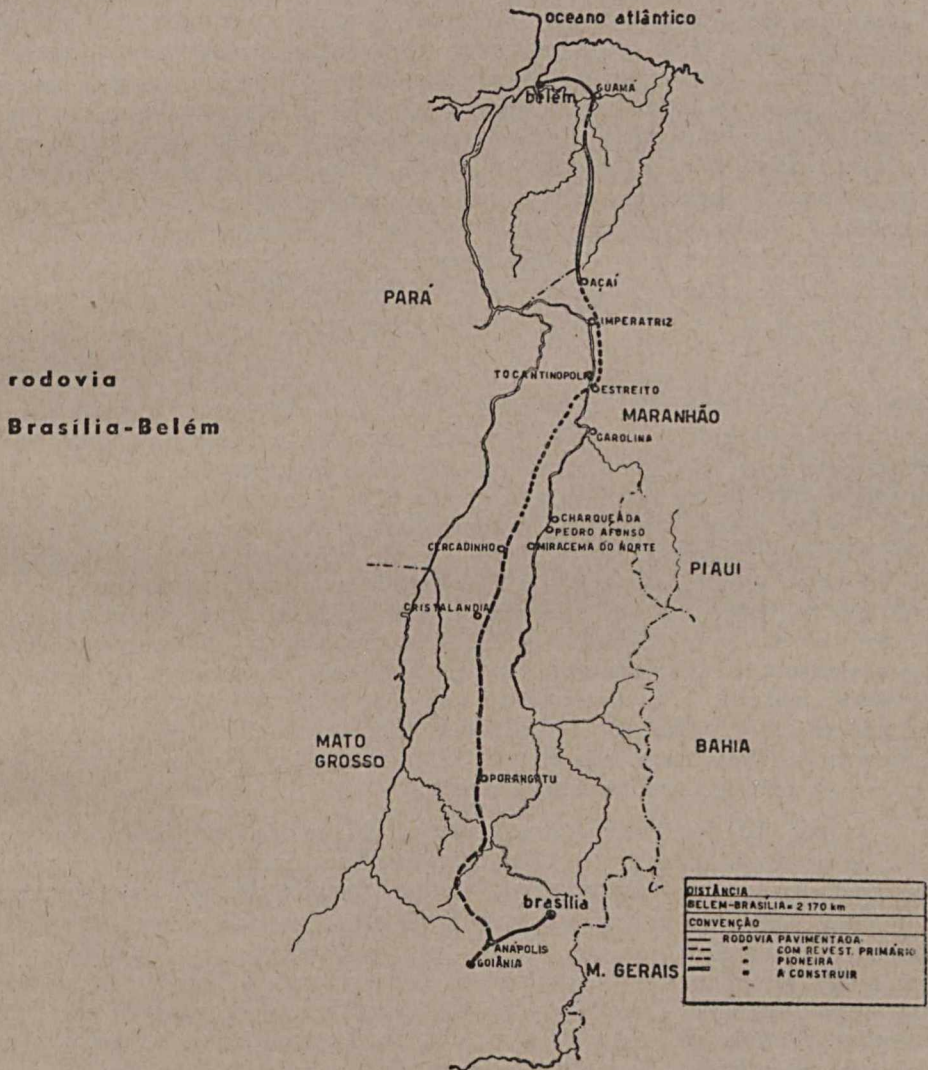 oceano atlântico
belém
GUAMÁ
PARÁ
AÇAÍ
IMPERATRIZ
rodovia
Brasília-Belém
TOCANTINOPOLIS
ESTREITO
MARANHÃO
CAROLINA
CHARQUEADA
PEDRO AFONSO
CERCADINHO
MIRACEMA DO NORTE
PIAUI
CRISTALANDIA
MATO
GROSSO
BAHIA
PORANGATU
brasília
ANÁPOLIS
GOIÂNIA
M. GERAIS
DISTÂNCIA
BELEM-BRASÍLIA = 2 170 km
CONVENÇÃO
RODOVIA PAVIMENTADA
" COM REVEST. PRIMÁRIO
" PIONEIRA
" A CONSTRUIR